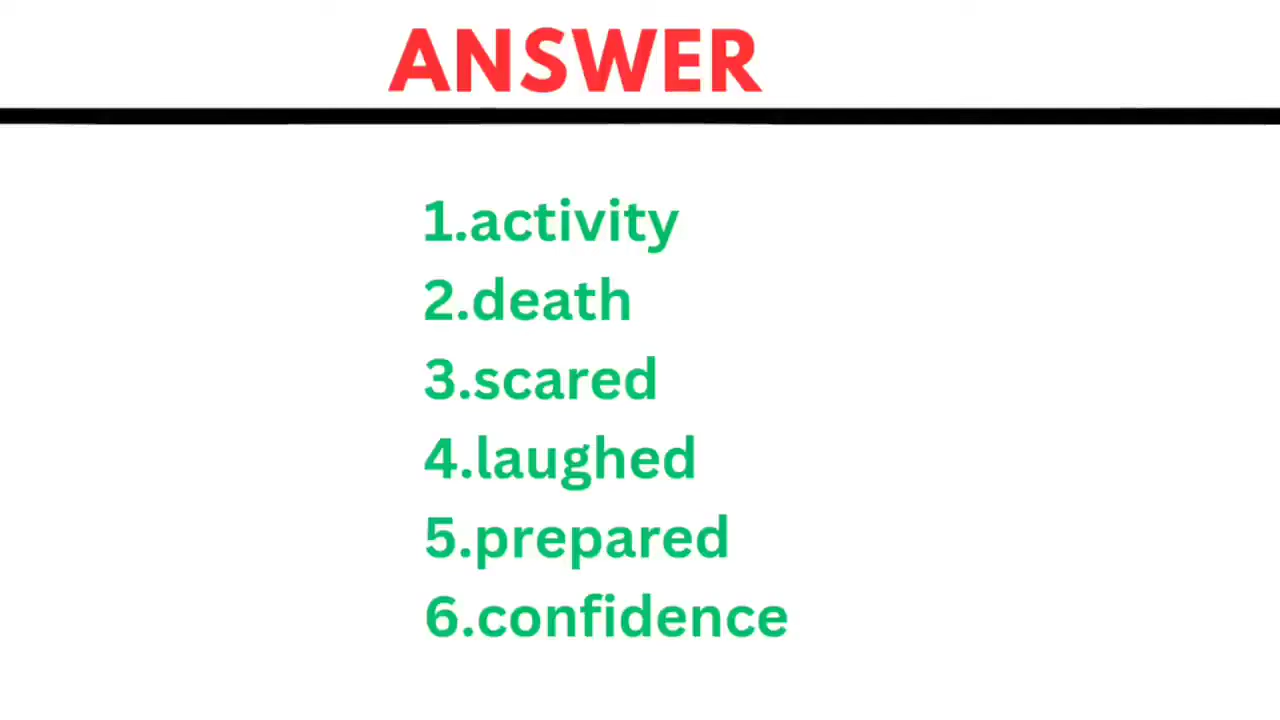 ANSWER
1.activity
2.death
3.scared
4.laughed
5.prepared
6.confidence